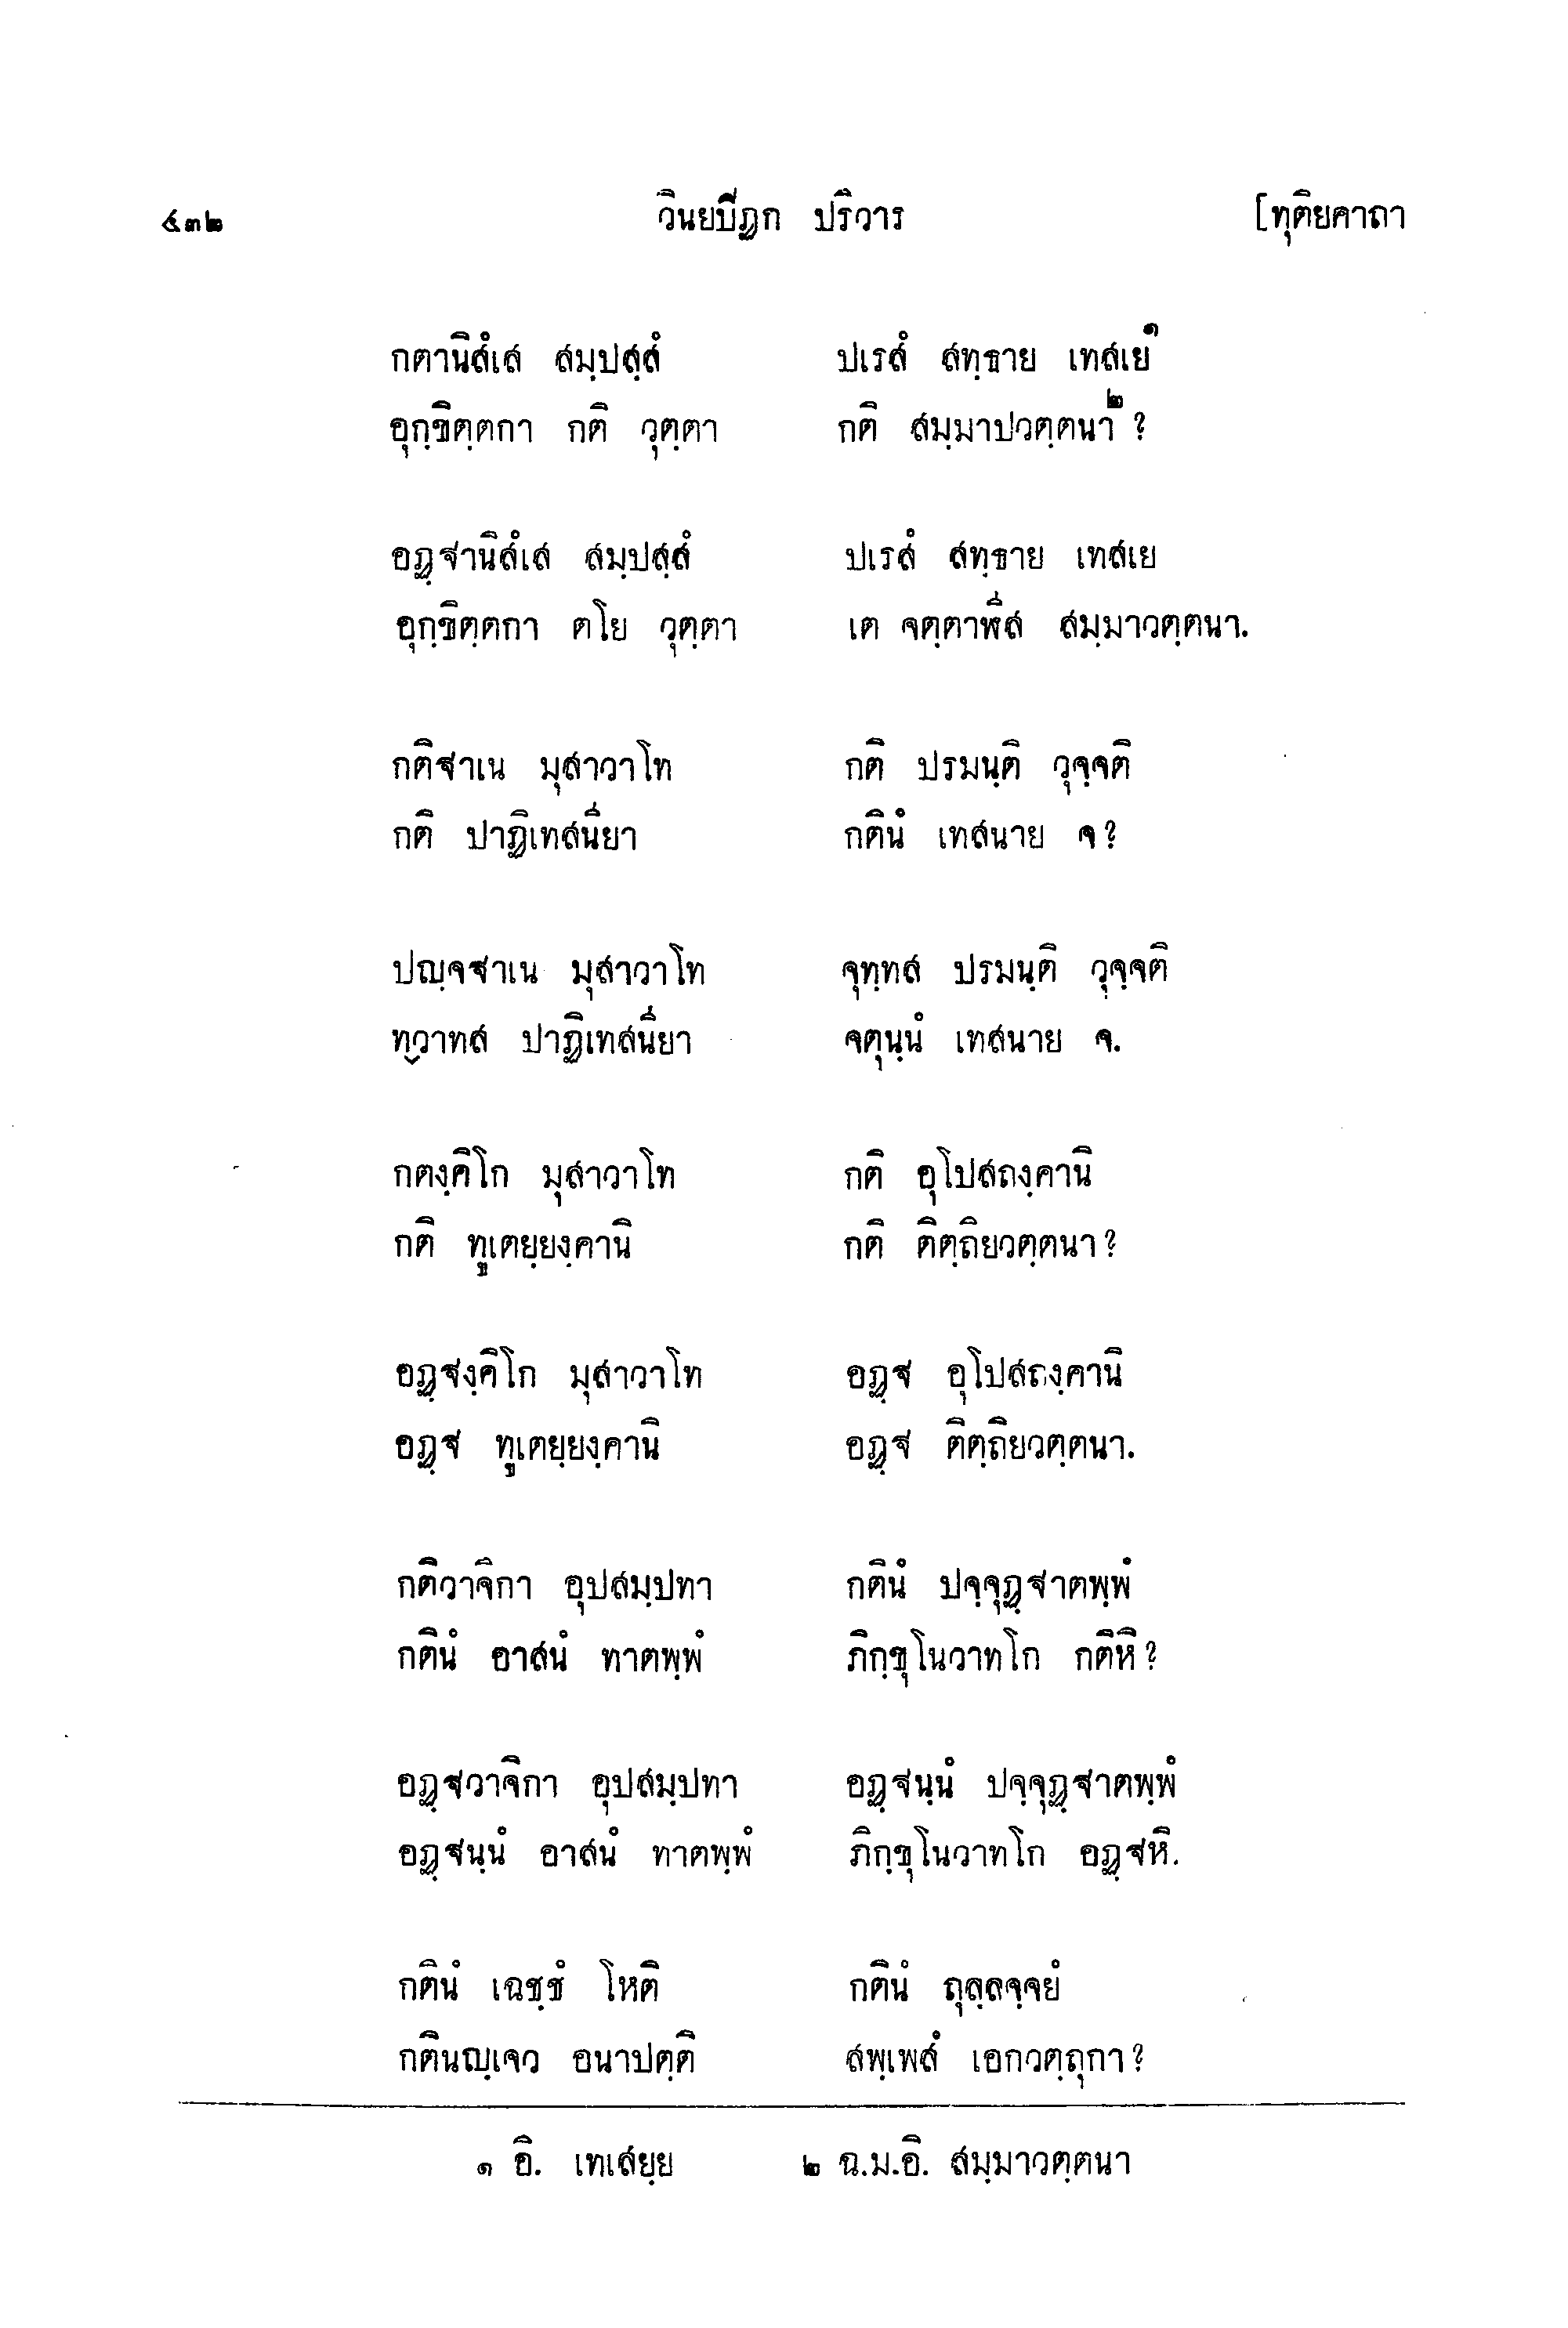 ๕๓๒ วินยปิฏก ปริวาร [ทุติยคาถา
กตานิสํเส สมฺปสฺสํ ปเรสํ สทฺธาย เทสเย๑
อุกฺขิตฺตกา กติ วุตฺตา กติ สมฺมาปวตฺตนา๒ ?
อฏฺฐานิสํเส สมฺปสฺสํ ปเรสํ สทฺธาย เทสเย
อุกฺขิตฺตกา ตโย วุตฺตา เต จตฺตาฬีส สมฺมาวตฺตนา.
กติฐาเน มุสาวาโท กติ ปรมนฺติ วุจฺจติ
กติ ปาฏิเทสนียา กตินํ เทสนาย จ ?
ปญฺจฐาเน มุสาวาโท จุทฺทส ปรมนฺติ วุจฺจติ
ทฺวาทส ปาฏิเทสนียา จตุนฺนํ เทสนาย จ.
กตงฺคิโก มุสาวาโท กติ อุโปสถงฺคานิ
กติ ทูเตยฺยงฺคานิ กติ ติตฺถิยวตฺตนา ?
อฏฺฐงฺคิโก มุสาวาโท อฏฺฐ อุโปสถงฺคานิ
อฏฺฐ ทูเตยฺยงฺคานิ อฏฺฐ ติตฺถิยวตฺตนา.
กติวาจิกา อุปสมฺปทา กตินํ ปจฺจุฏฺฐาตพฺพํ
กตินํ อาสนํ ทาตพฺพํ ภิกฺขุโนวาทโก กติหิ ?
อฏฺฐวาจิกา อุปสมฺปทา อฏฺฐนฺนํ ปจฺจุฏฺฐาตพฺพํ
อฏฺฐนฺนํ อาสนํ ทาตพฺพํ ภิกฺขุโนวาทโก อฏฺฐหิ.
กตินํ เฉชฺชํ โหติ กตินํ ถุลฺลจฺจยํ
กตินญฺเจว อนาปตฺติ สพฺเพสํ เอกวตฺถุกา ?
๑ อิ. เทเสยฺย ๒ ฉ.ม.อิ. สมฺมาวตฺตนา